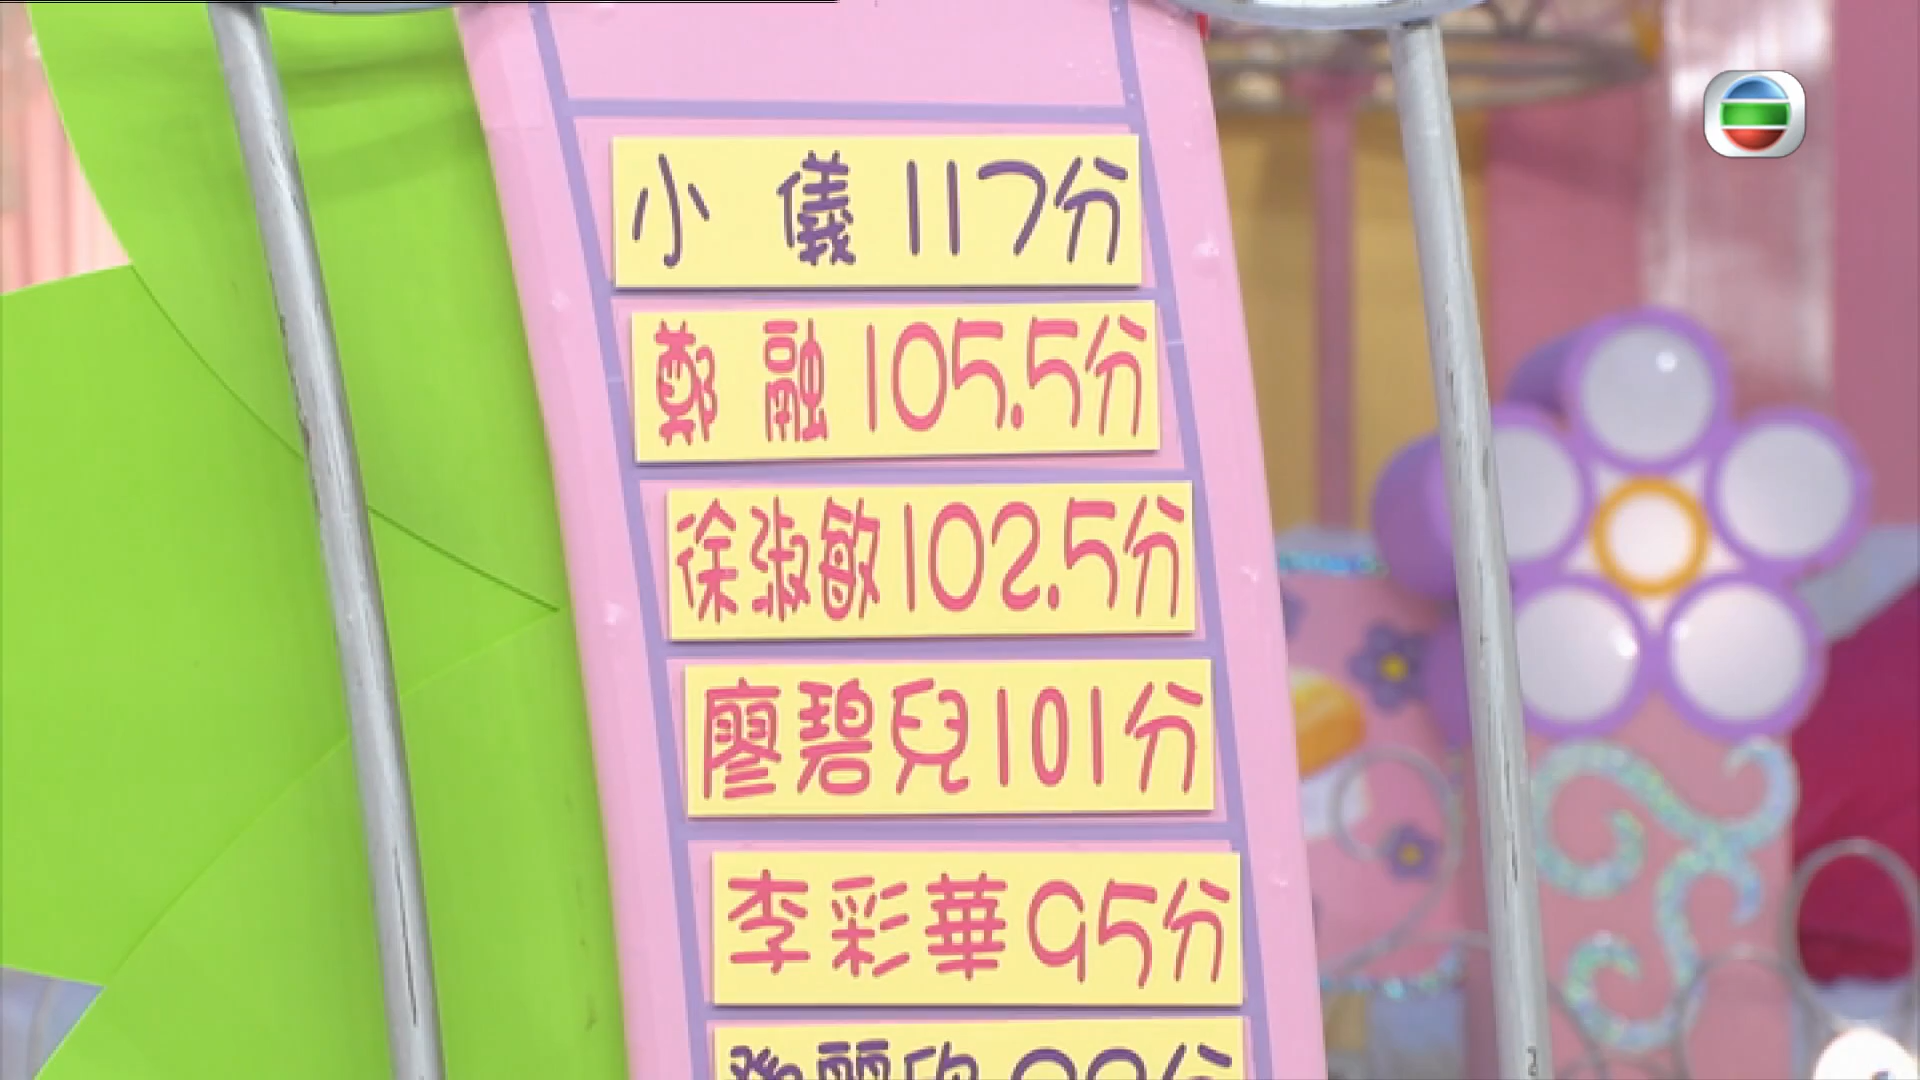 小儀 117分
鄭融 105.5分
徐淑敏 102.5分
廖碧兒 101分
李彩華 95分